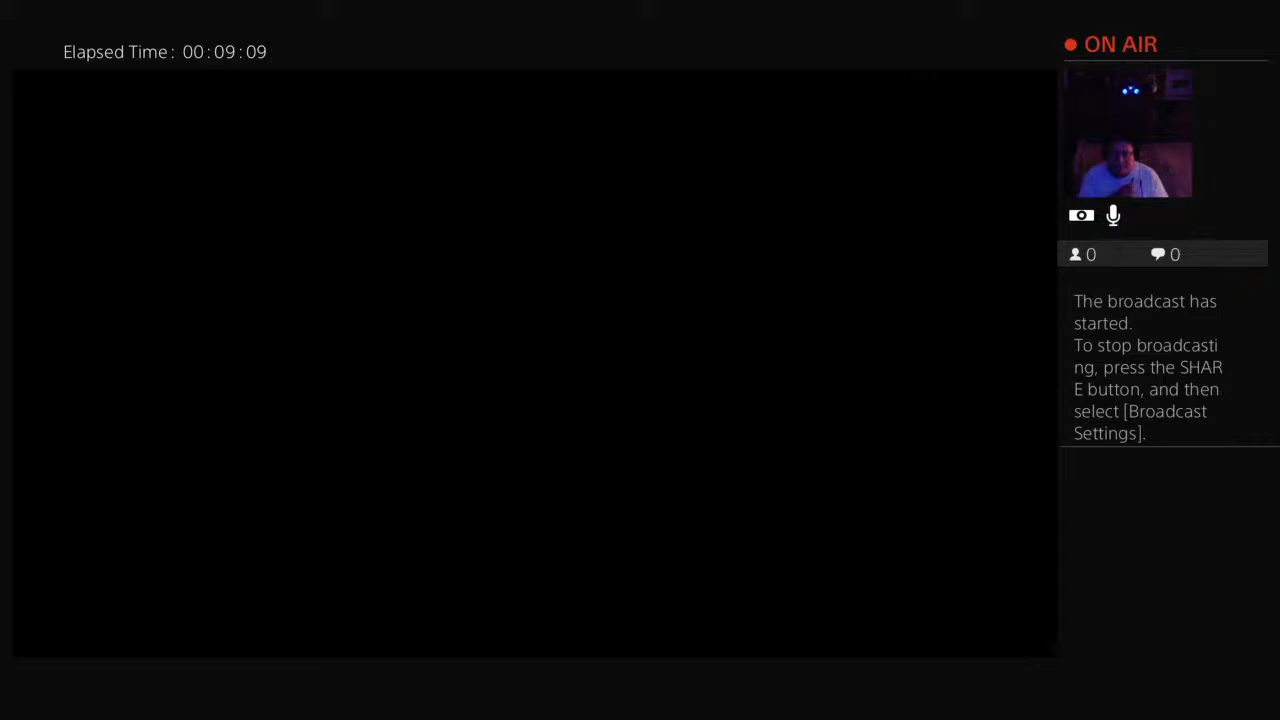 Elapsed Time: 00:09:09
ON AIR
0 0
The broadcast has
started.
To stop broadcasti
ng, press the SHAR
E button, and then
select [Broadcast
Settings].